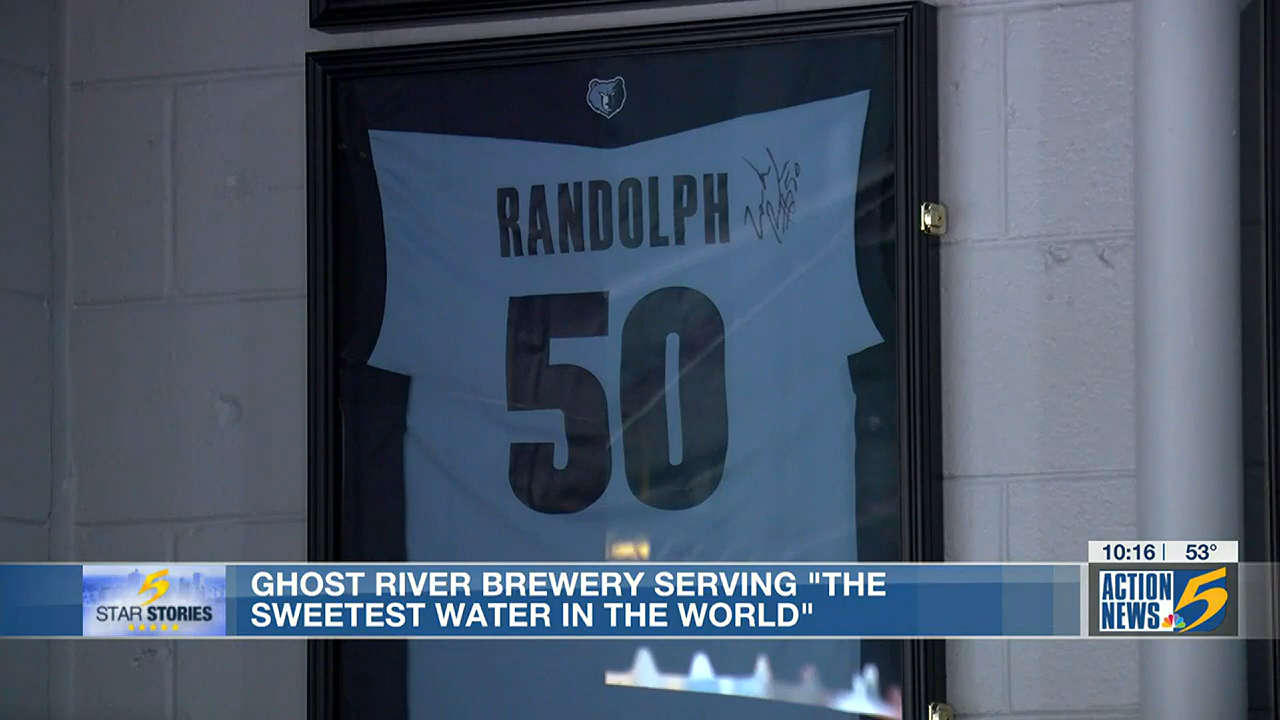 RANDOLPH
50
10:16 | 53°
GHOST RIVER BREWERY SERVING "THE
SWEETEST WATER IN THE WORLD"
5
STAR STORIES
ACTION
NEWS 5